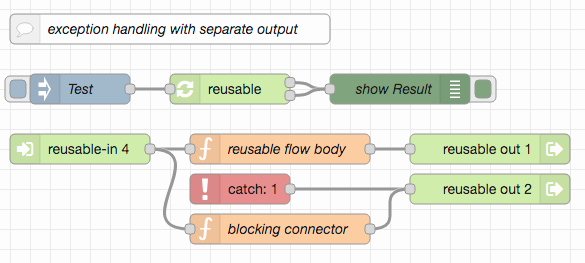 exception handling with separate output
Test
reusable
show Result
reusable-in 4
reusable flow body
reusable out 1
catch: 1
reusable out 2
blocking connector